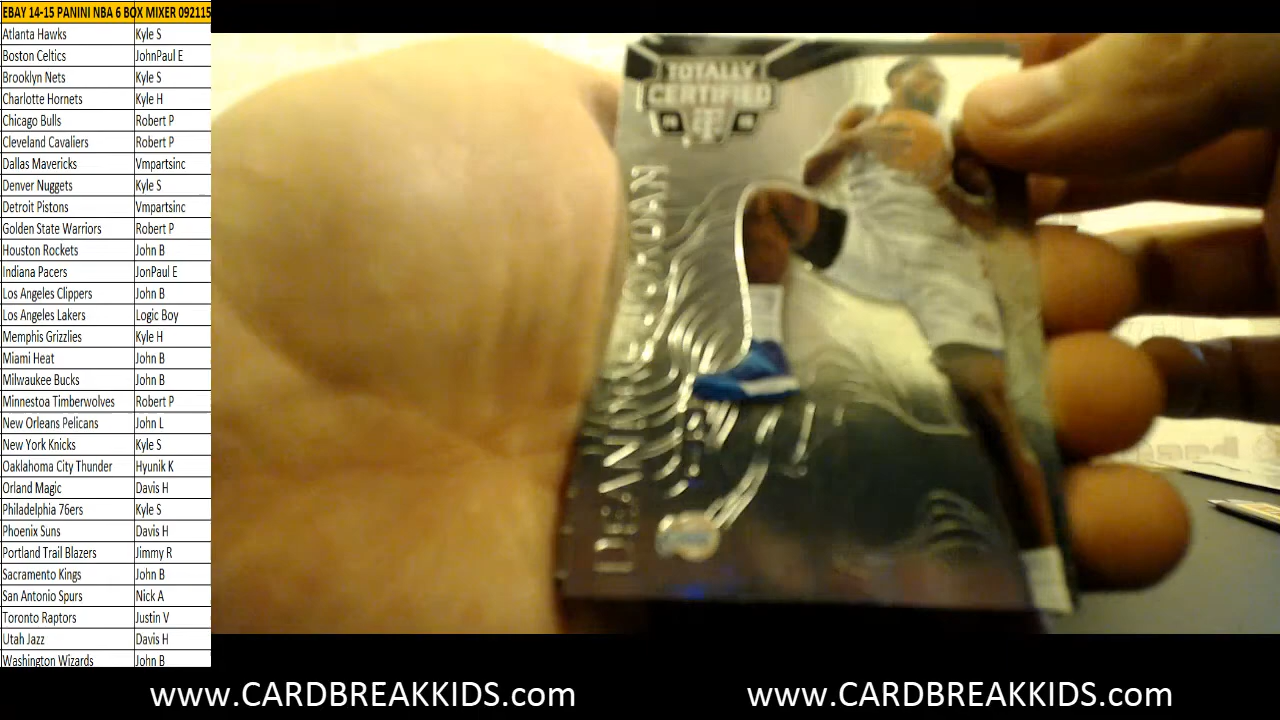 EBAY 14-15 PANINI NBA 6 BOX MIXER 092115
Atlanta Hawks Kyle S
Boston Celtics JohnPaul E
Brooklyn Nets Kyle S
Charlotte Hornets Kyle H
Chicago Bulls Robert P
Cleveland Cavaliers Robert P
Dallas Mavericks Vmpartsinc
Denver Nuggets Kyle S
Detroit Pistons Vmpartsinc
Golden State Warriors Robert P
Houston Rockets John B
Indiana Pacers JonPaul E
Los Angeles Clippers John B
Los Angeles Lakers Logic Boy
Memphis Grizzlies Kyle H
Miami Heat John B
Milwaukee Bucks John B
Minnestoa Timberwolves Robert P
New Orleans Pelicans John L
New York Knicks Kyle S
Oaklahoma City Thunder Hyunik K
Orland Magic Davis H
Philadelphia 76ers Kyle S
Phoenix Suns Davis H
Portland Trail Blazers Jimmy R
Sacramento Kings John B
San Antonio Spurs Nick A
Toronto Raptors Justin V
Utah Jazz Davis H
Washington Wizards John B
TOTALLY
CERTIFIED
DEANDRE JORDAN
www.CARDBREAKKIDS.com www.CARDBREAKKIDS.com